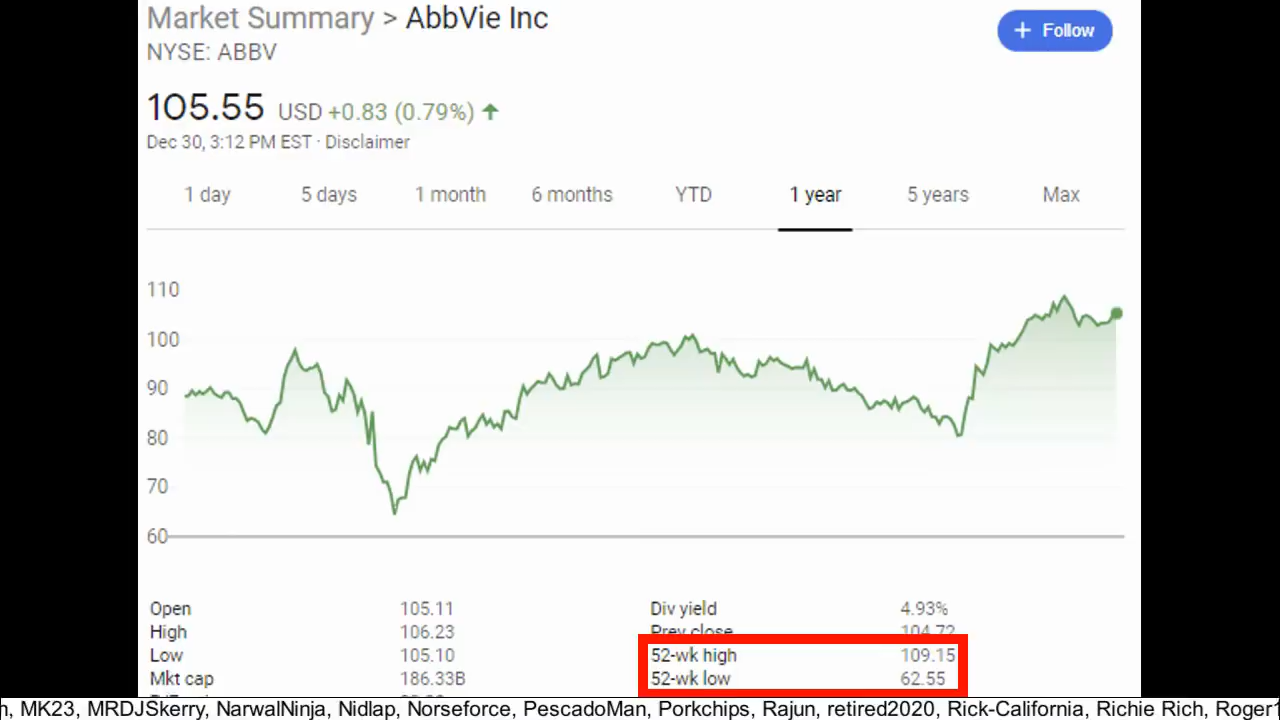 Market Summary > AbbVie Inc
NYSE: ABBV
+ Follow
105.55 USD +0.83 (0.79%)
Dec 30, 3:12 PM EST · Disclaimer
1 day 5 days 1 month 6 months YTD 1 year 5 years Max
110
100
90
80
70
60
Open 105.11 Div yield 4.93%
High 106.23 Prev close 104.72
Low 105.10 52-wk high 109.15
Mkt cap 186.33B 52-wk low 62.55
MK23, MRDJSkerry, NarwalNinja, Nidlap, Norseforce, PescadoMan, Porkchips, Rajun, retired2020, Rick-California, Richie Rich,